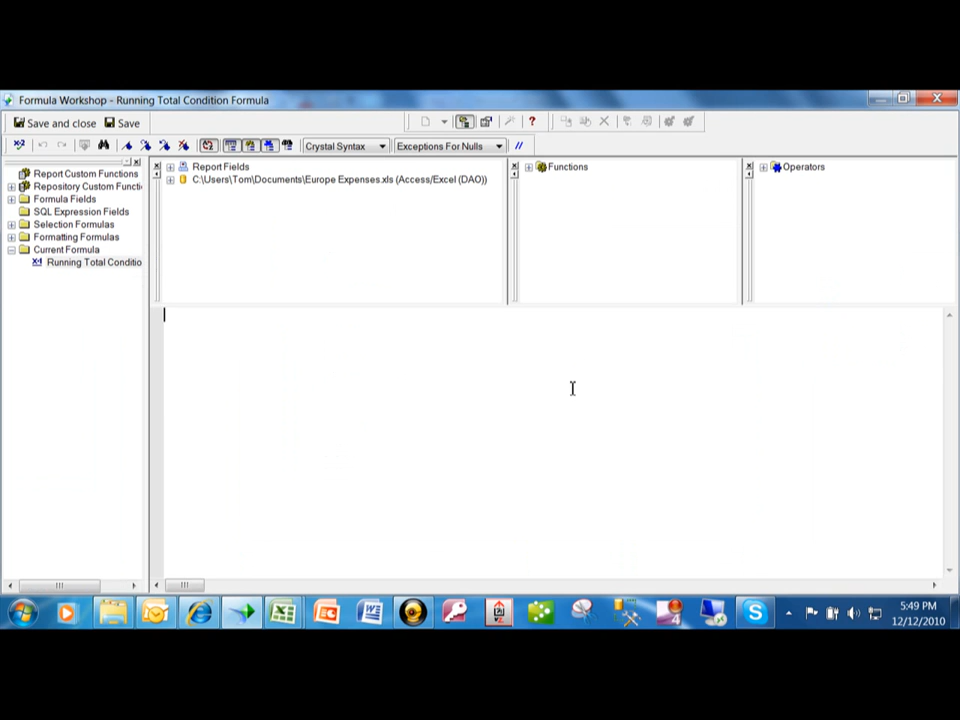 Formula Workshop - Running Total Condition Formula
Save and close Save
Crystal Syntax Exceptions For Nulls //
Report Custom Functions
Repository Custom Functi
Formula Fields
SQL Expression Fields
Selection Formulas
Formatting Formulas
Current Formula
Running Total Conditio
Report Fields
C:\Users\Tom\Documents\Europe Expenses.xls (Access/Excel (DAO))
Functions
Operators
5:49 PM
12/12/2010